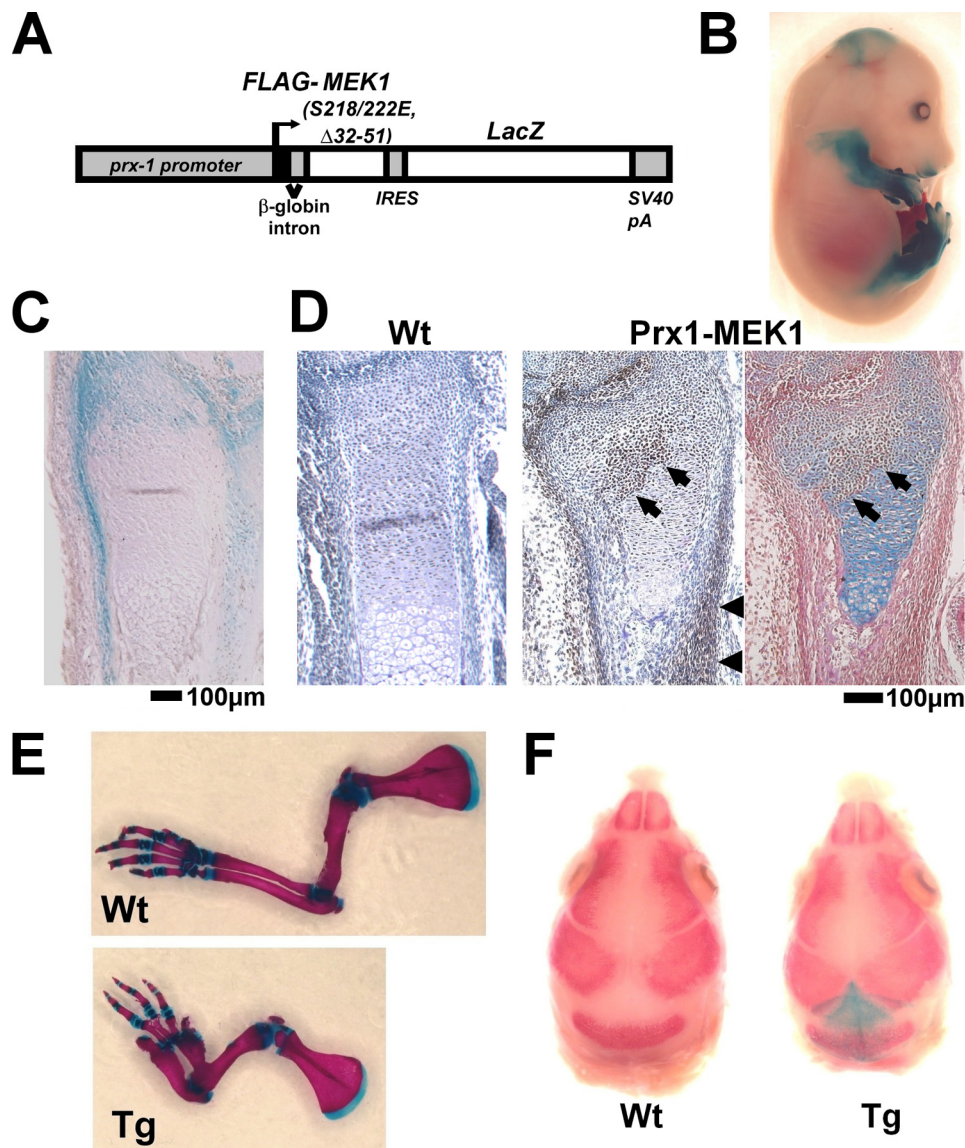 A
B
FLAG- MEK1
(S218/222E,
Δ32-51)
LacZ
prx-1 promoter
β-globin
intron
IRES
SV40
pA
C
D
Wt
Prx1-MEK1
100μm
100μm
E
F
Wt
Tg
Wt
Tg